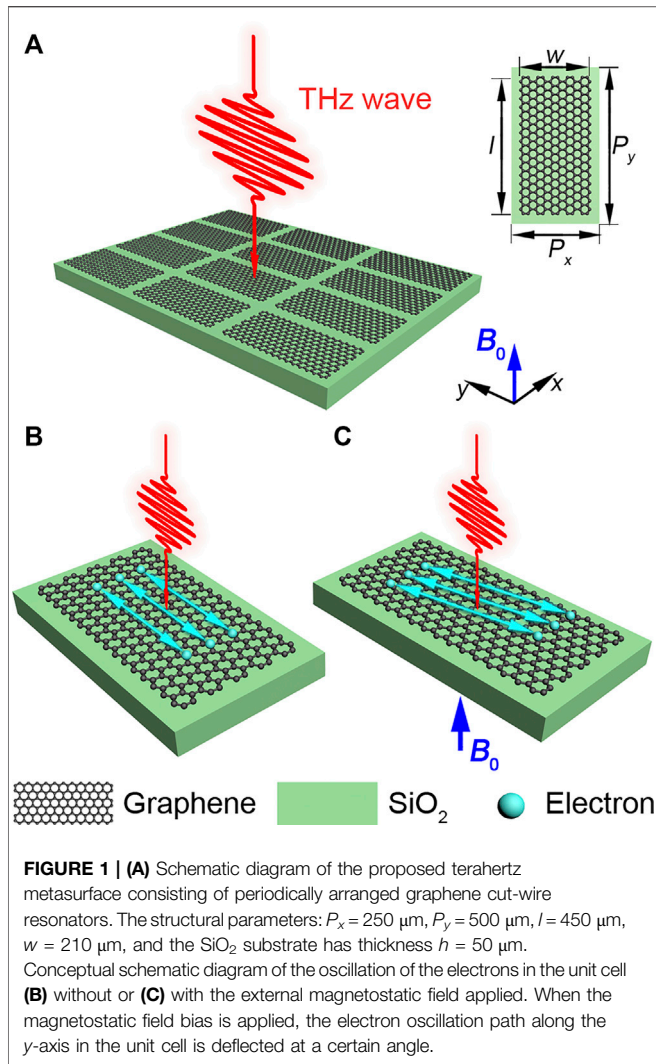 A
THz wave
w
l
P_y
P_x
B_0
y
x
B
C
B_0
Graphene
SiO_2
Electron
FIGURE 1 | (A) Schematic diagram of the proposed terahertz
metasurface consisting of periodically arranged graphene cut-wire
resonators. The structural parameters: P_x = 250 μm, P_y = 500 μm, l = 450 μm,
w = 210 μm, and the SiO_2 substrate has thickness h = 50 μm.
Conceptual schematic diagram of the oscillation of the electrons in the unit cell
(B) without or (C) with the external magnetostatic field applied. When the
magnetostatic field bias is applied, the electron oscillation path along the
y-axis in the unit cell is deflected at a certain angle.